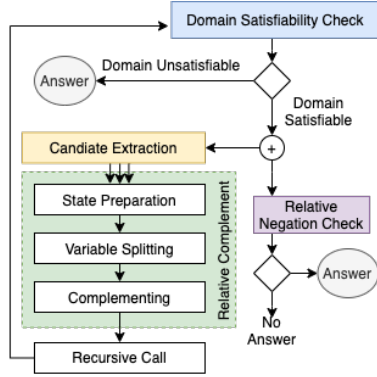 Domain Satisfiability Check
Domain Unsatisfiable
Answer
Domain
Satisfiable
Candiate Extraction
+
State Preparation
Relative
Negation Check
Variable Splitting
Relative Complement
Complementing
Answer
No
Answer
Recursive Call